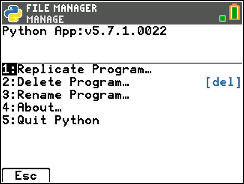 FILE MANAGER
MANAGE
Python App:v5.7.1.0022
1:Replicate Program…
2:Delete Program… [del]
3:Rename Program…
4:About…
5:Quit Python
Esc